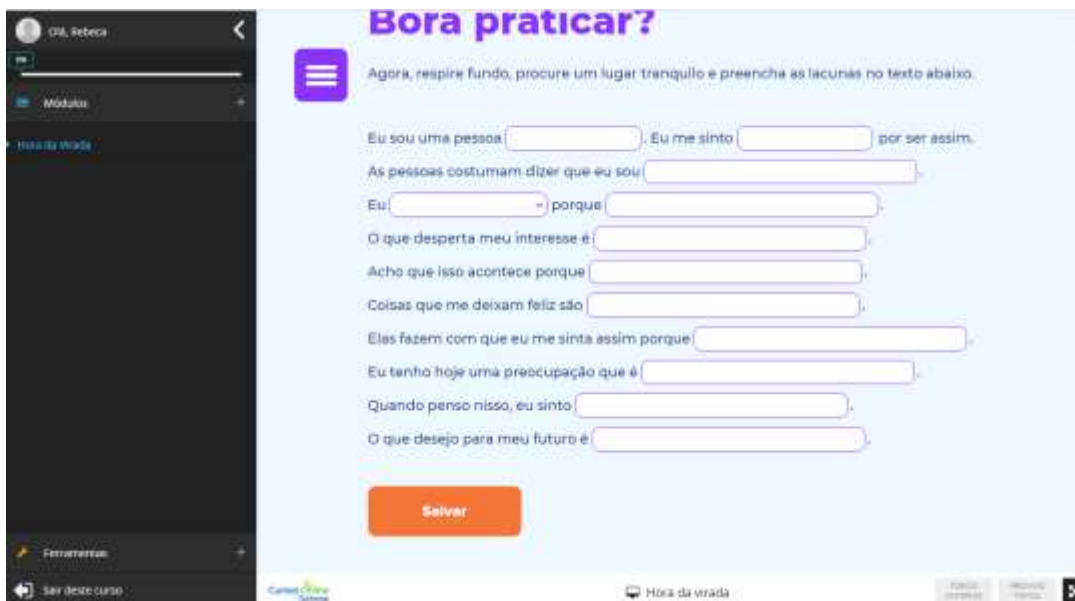 Olá, Rebeca
Módulos
Hora da Virada
Ferramentas
Sair deste curso
Bora praticar?
Agora, respire fundo, procure um lugar tranquilo e preencha as lacunas no texto abaixo.
Eu sou uma pessoa . Eu me sinto por ser assim.
As pessoas costumam dizer que eu sou .
Eu porque .
O que desperta meu interesse é .
Acho que isso acontece porque .
Coisas que me deixam feliz são .
Elas fazem com que eu me sinta assim porque .
Eu tenho hoje uma preocupação que é .
Quando penso nisso, eu sinto .
O que desejo para meu futuro é .
Salvar
Hora da virada